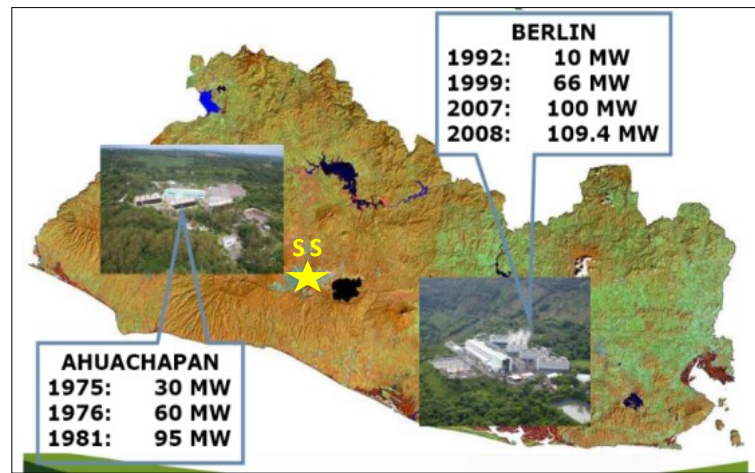 BERLIN
1992: 10 MW
1999: 66 MW
2007: 100 MW
2008: 109.4 MW
S S
AHUACHAPAN
1975: 30 MW
1976: 60 MW
1981: 95 MW